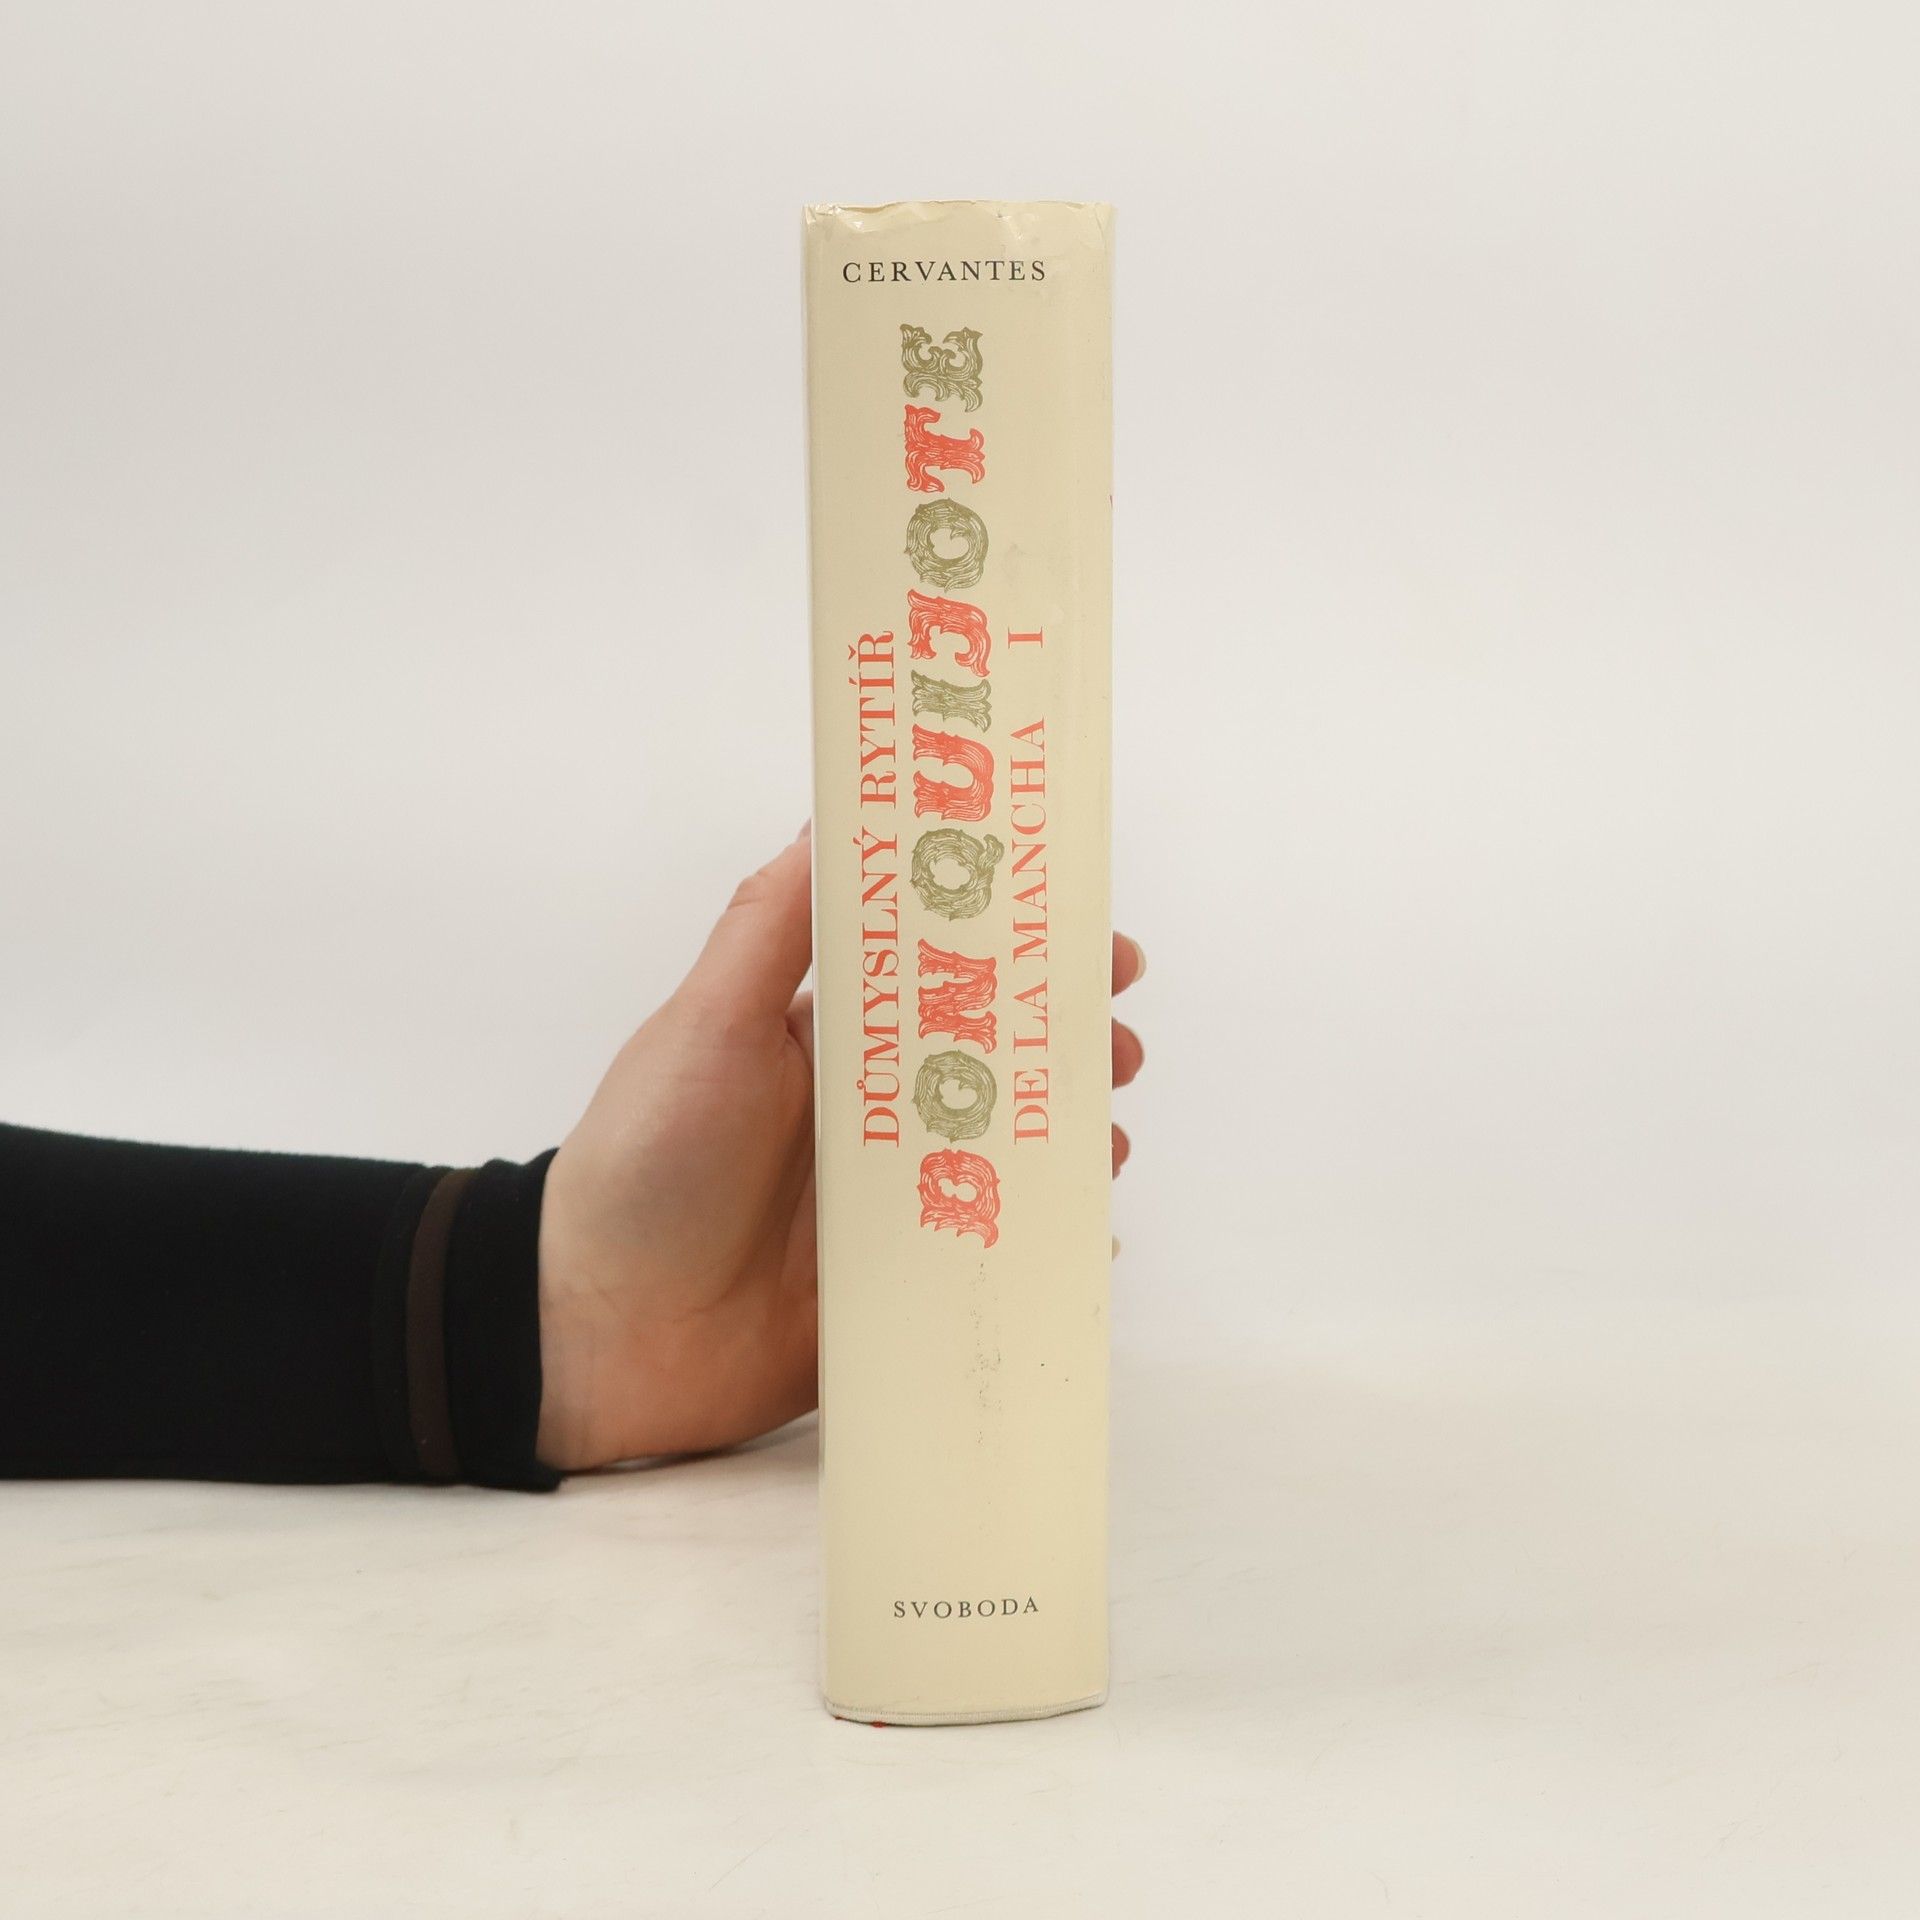 CERVANTES
DŮMYSLNÝ RYTÍŘ
DON QUIJOTE
DE LA MANCHA I
SVOBODA